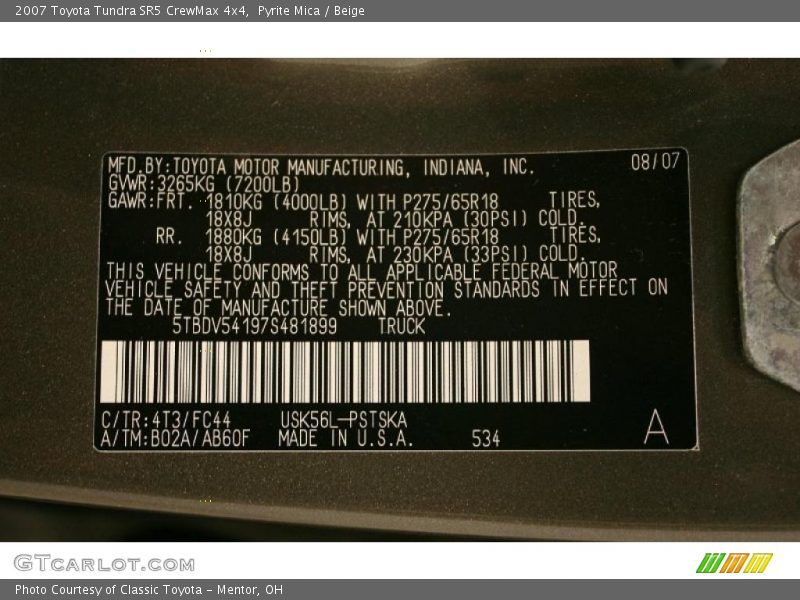 2007 Toyota Tundra SR5 CrewMax 4x4, Pyrite Mica / Beige
MFD.BY:TOYOTA MOTOR MANUFACTURING, INDIANA, INC. 08/07
GVWR:3265KG (7200LB)
GAWR:FRT. 1810KG (4000LB) WITH P275/65R18 TIRES,
18X8J RIMS, AT 210KPA (30PSI) COLD.
RR. 1880KG (4150LB) WITH P275/65R18 TIRES,
18X8J RIMS, AT 230KPA (33PSI) COLD.
THIS VEHICLE CONFORMS TO ALL APPLICABLE FEDERAL MOTOR
VEHICLE SAFETY AND THEFT PREVENTION STANDARDS IN EFFECT ON
THE DATE OF MANUFACTURE SHOWN ABOVE.
5TBDV54197S481899 TRUCK
C/TR:4T3/FC44 USK56L-PSTSKA
A/TM:B02A/AB60F MADE IN U.S.A. 534 A
GTCARLOT.COM
Photo Courtesy of Classic Toyota - Mentor, OH